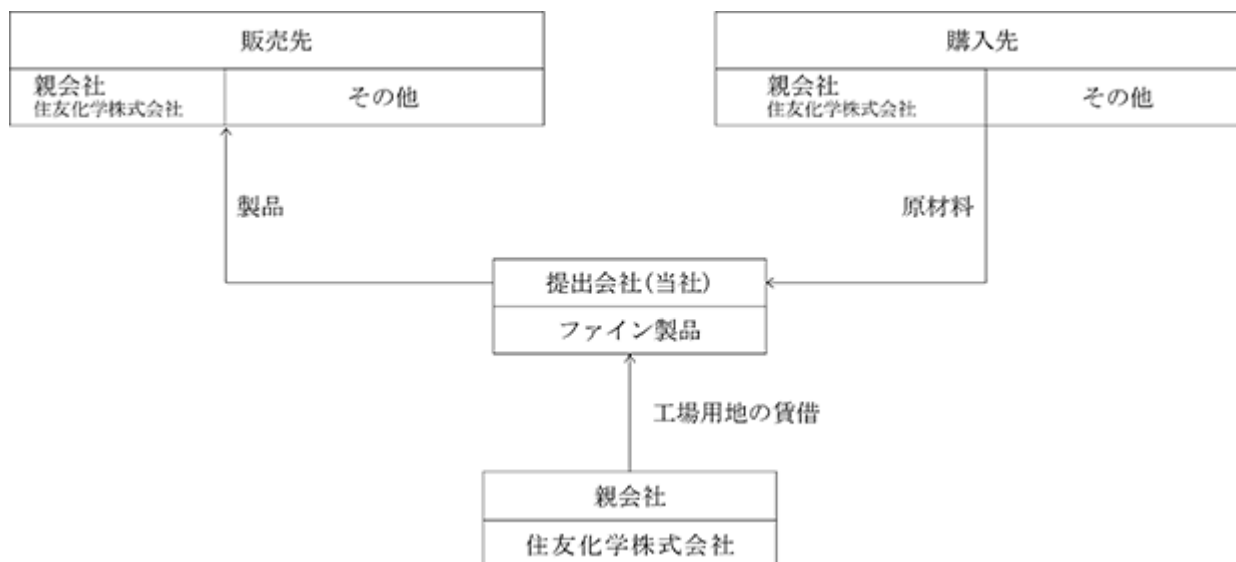 販売先
親会社
住友化学株式会社
その他
購入先
親会社
住友化学株式会社
その他
製品
原材料
提出会社(当社)
ファイン製品
工場用地の賃借
親会社
住友化学株式会社